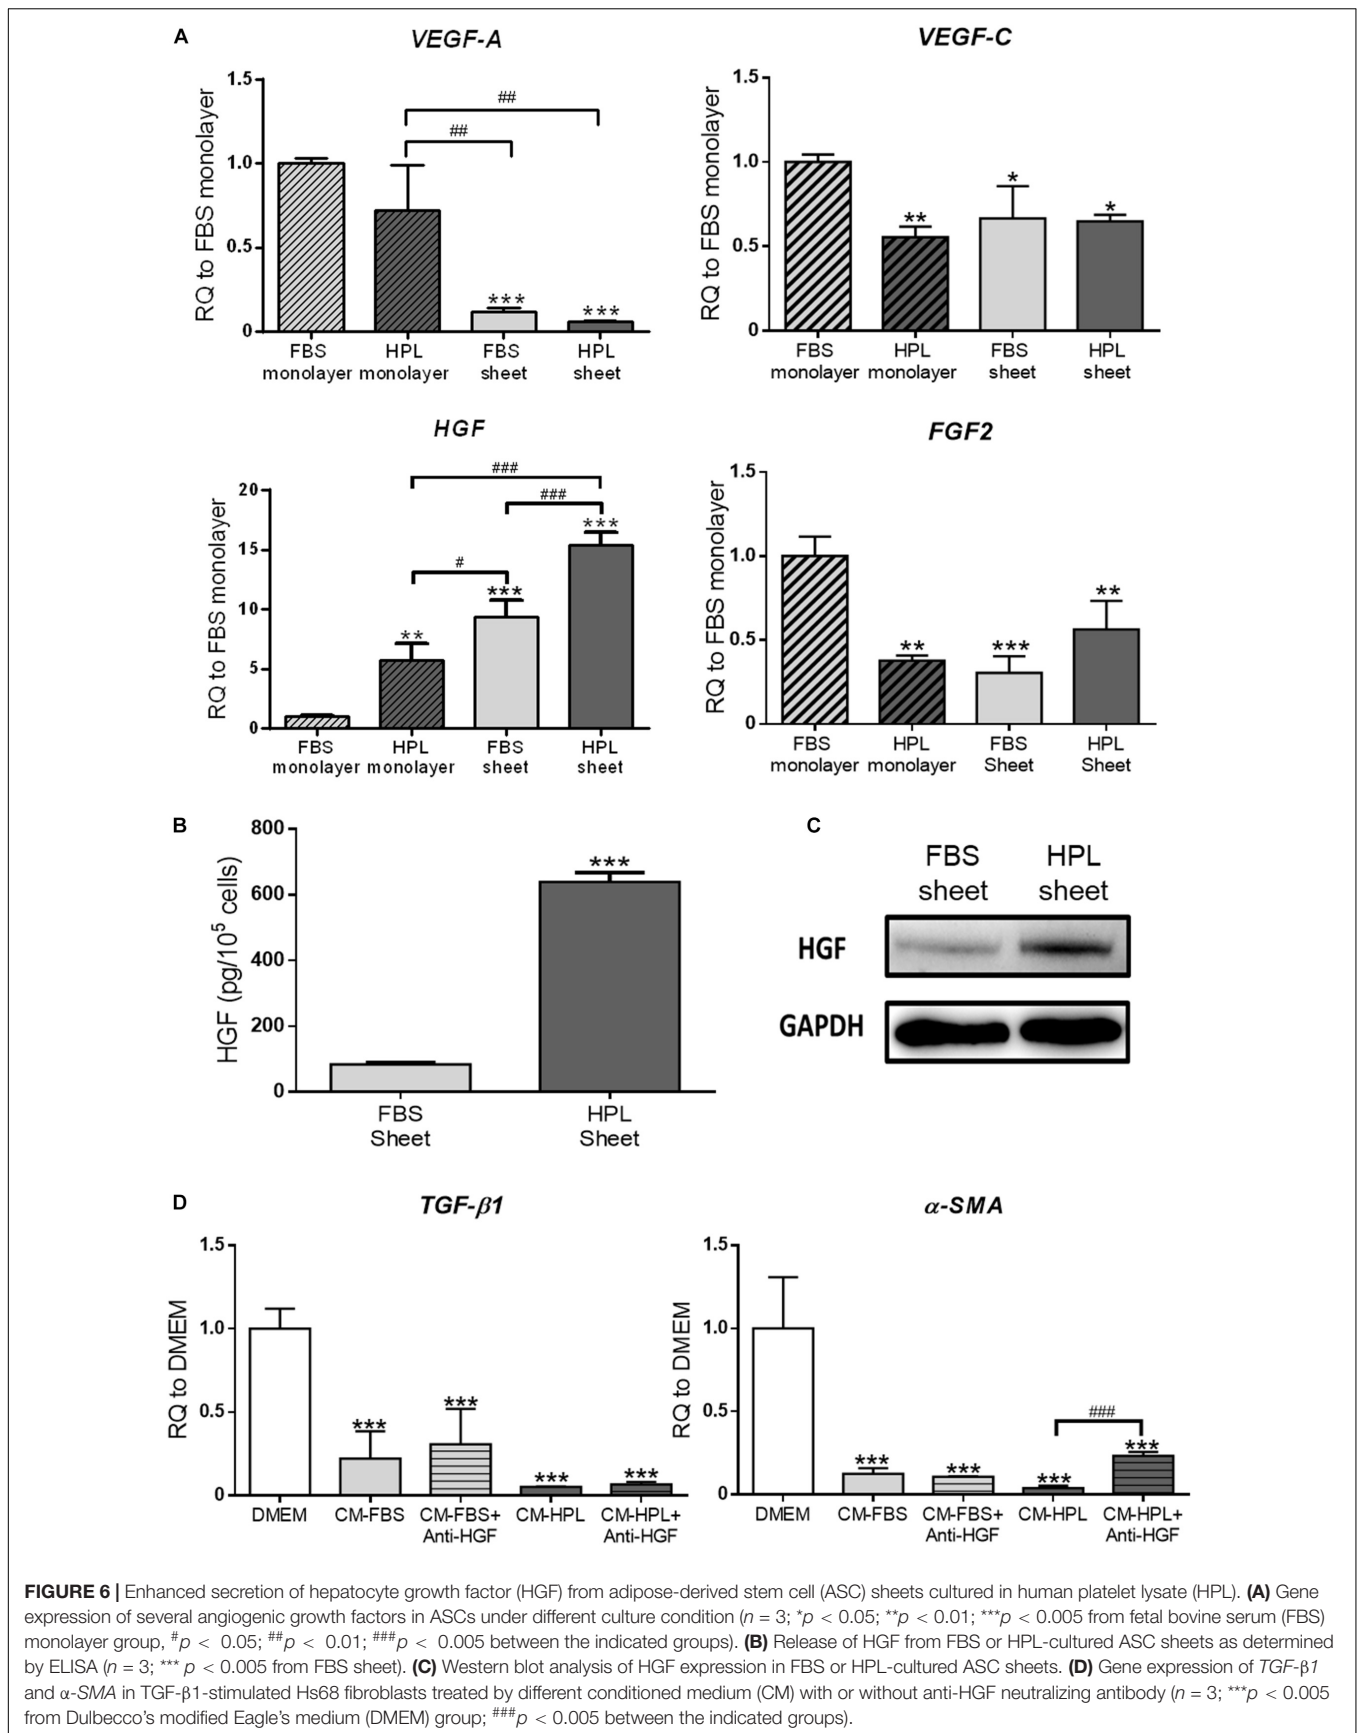 A
VEGF-A
RQ to FBS monolayer
1.5
1.0
0.5
0
##
##
***
***
FBS HPL FBS HPL
monolayer monolayer sheet sheet
VEGF-C
RQ to FBS monolayer
1.5
1.0
0.5
0
**
*
*
FBS HPL FBS HPL
monolayer monolayer sheet sheet
HGF
RQ to FBS monolayer
20
15
10
5
0
###
###
#
**
***
***
FBS HPL FBS HPL
monolayer monolayer sheet sheet
FGF2
RQ to FBS monolayer
1.5
1.0
0.5
0
**
***
**
FBS HPL FBS HPL
monolayer monolayer Sheet Sheet
B
HGF (pg/10⁵ cells)
800
600
400
200
0
***
FBS HPL
Sheet Sheet
C
FBS HPL
sheet sheet
HGF
GAPDH
D
TGF-β1
RQ to DMEM
1.5
1.0
0.5
0
***
***
***
***
DMEM CM-FBS CM-FBS+ CM-HPL CM-HPL+
Anti-HGF Anti-HGF
α-SMA
RQ to DMEM
1.5
1.0
0.5
0
###
***
***
***
***
DMEM CM-FBS CM-FBS+ CM-HPL CM-HPL+
Anti-HGF Anti-HGF
FIGURE 6 | Enhanced secretion of hepatocyte growth factor (HGF) from adipose-derived stem cell (ASC) sheets cultured in human platelet lysate (HPL). (A) Gene
expression of several angiogenic growth factors in ASCs under different culture condition (n = 3; *p < 0.05; **p < 0.01; ***p < 0.005 from fetal bovine serum (FBS)
monolayer group, #p < 0.05; ##p < 0.01; ###p < 0.005 between the indicated groups). (B) Release of HGF from FBS or HPL-cultured ASC sheets as determined
by ELISA (n = 3; *** p < 0.005 from FBS sheet). (C) Western blot analysis of HGF expression in FBS or HPL-cultured ASC sheets. (D) Gene expression of TGF-β1
and α-SMA in TGF-β1-stimulated Hs68 fibroblasts treated by different conditioned medium (CM) with or without anti-HGF neutralizing antibody (n = 3; ***p < 0.005
from Dulbecco's modified Eagle's medium (DMEM) group; ###p < 0.005 between the indicated groups).